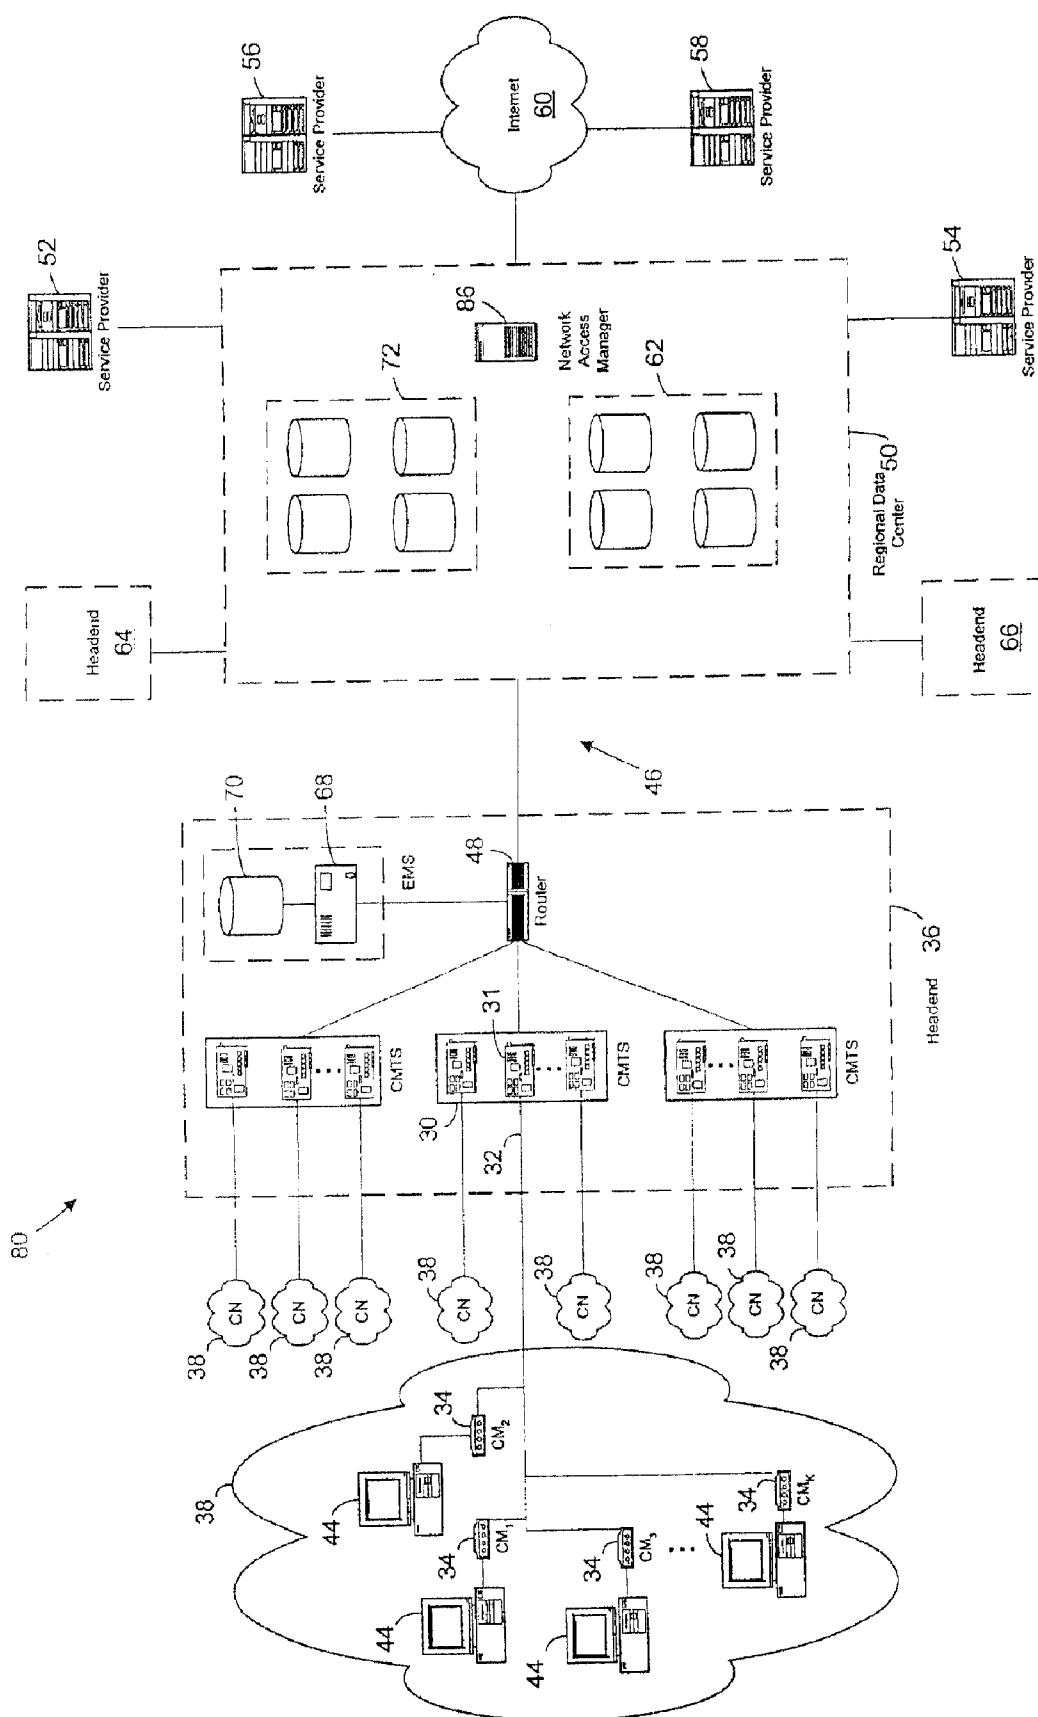 80
38
44
34
CM₂
44
34
CM₁
44
34
CM₃
44
34
CMK
38
CN
38
CN
38
CN
38
CN
38
CN
38
CN
38
CN
38
CN
32
30
31
CMTS
CMTS
CMTS
70
68
EMS
48
Router
Headend
36
46
Headend
64
Headend
66
72
62
86
Network
Access
Manager
Regional Data
Center
50
52
Service Provider
54
Service Provider
56
Service Provider
58
Service Provider
Internet
60